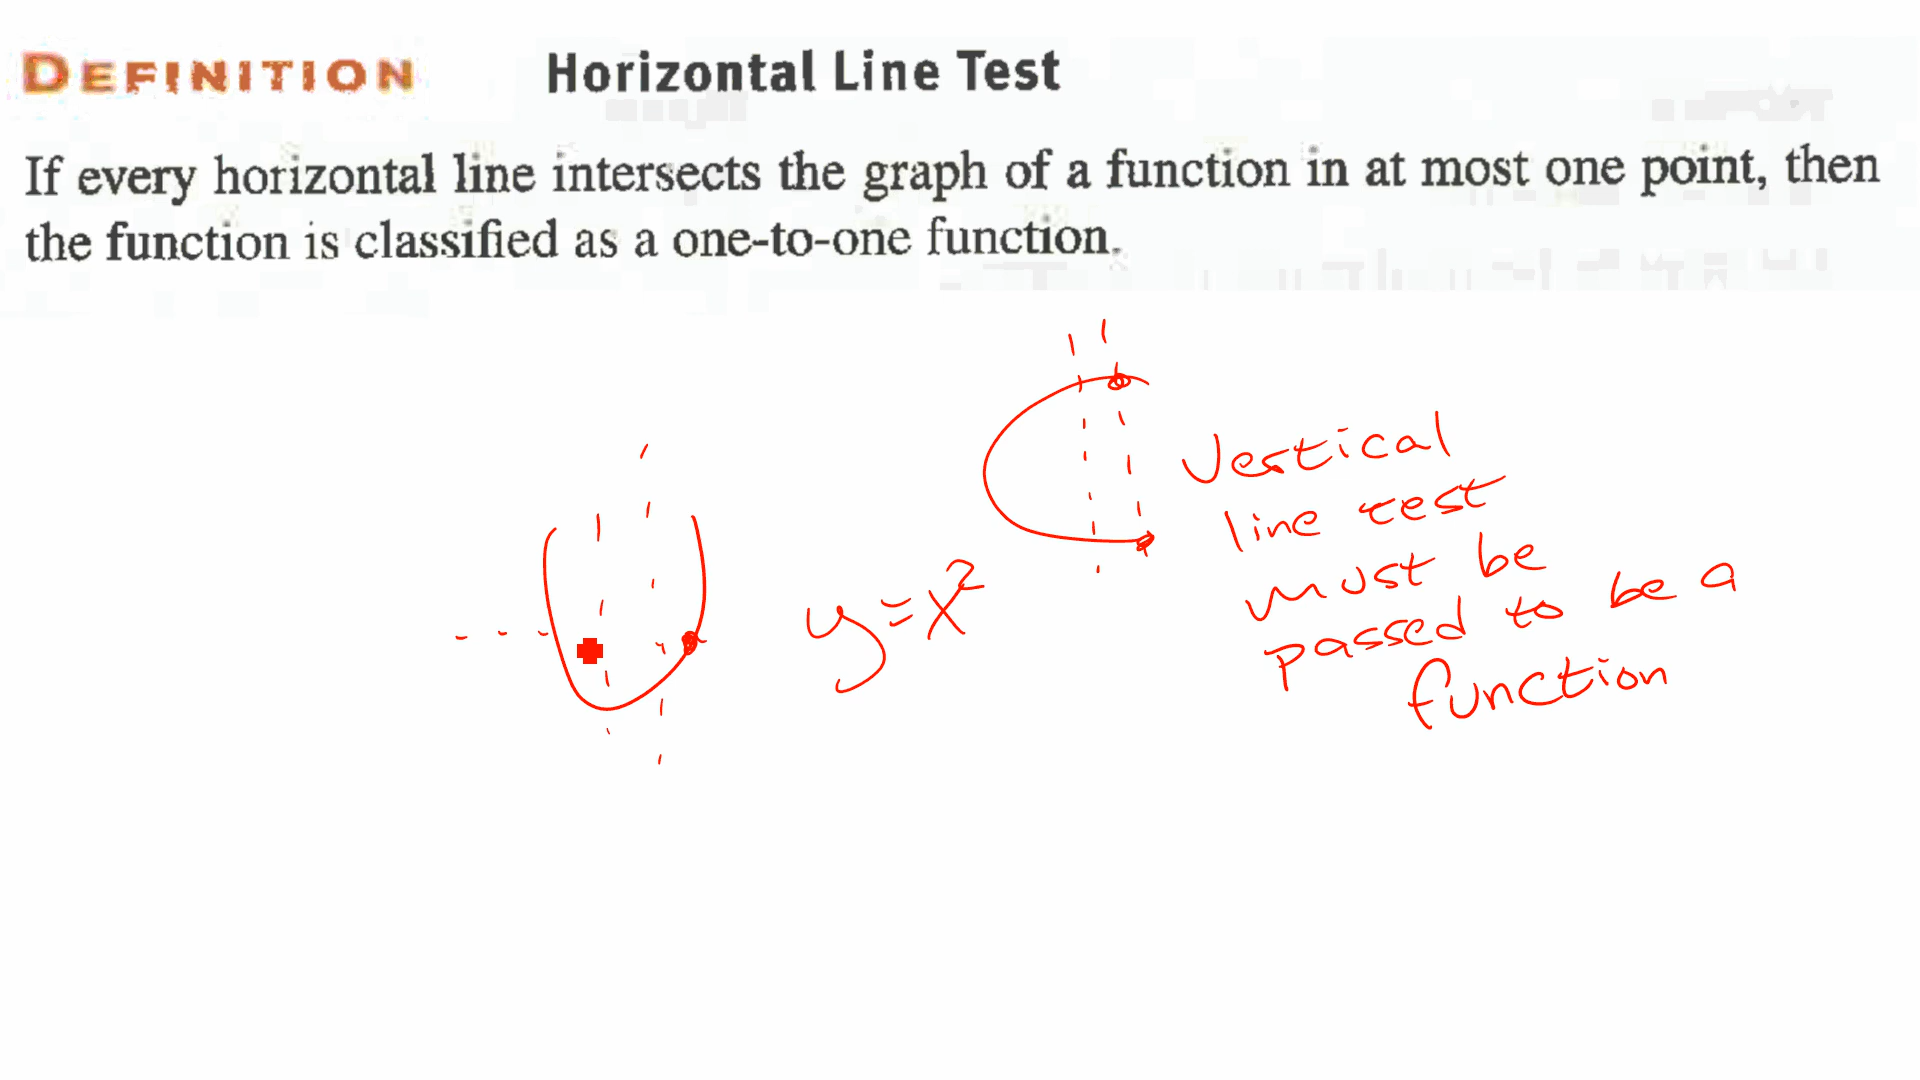 DEFINITION Horizontal Line Test
If every horizontal line intersects the graph of a function in at most one point, then
the function is classified as a one-to-one function.
y=x²
Vertical
line test
must be
passed to be a
function